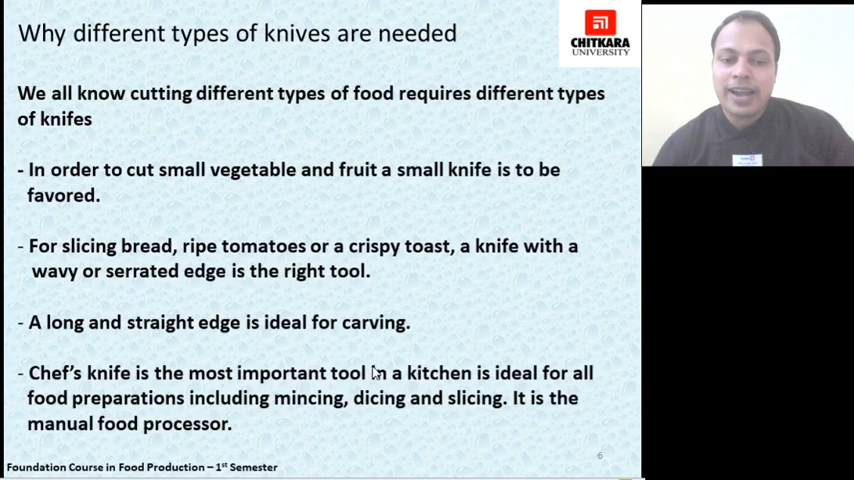 Why different types of knives are needed
CHITKARA
UNIVERSITY
We all know cutting different types of food requires different types
of knifes
- In order to cut small vegetable and fruit a small knife is to be
favored.
- For slicing bread, ripe tomatoes or a crispy toast, a knife with a
wavy or serrated edge is the right tool.
- A long and straight edge is ideal for carving.
- Chef's knife is the most important tool in a kitchen is ideal for all
food preparations including mincing, dicing and slicing. It is the
manual food processor.
6
Foundation Course in Food Production – 1st Semester